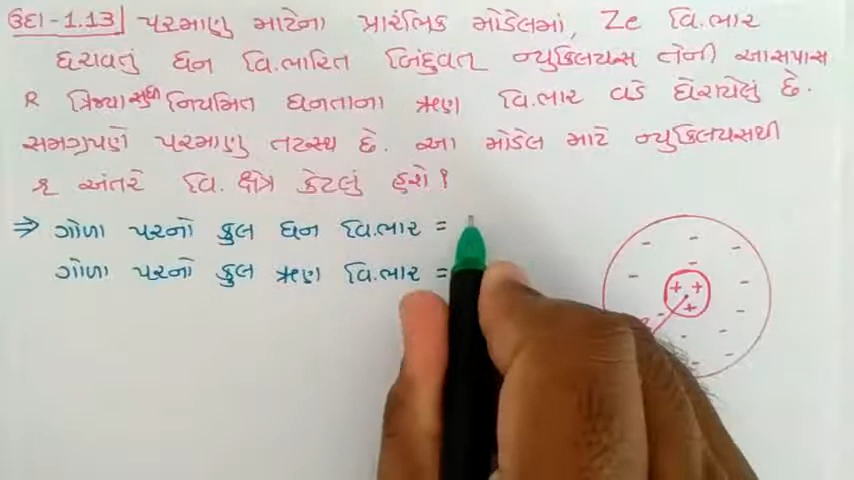 ઉદા-1.13 પરમાણુ માટેના પ્રારંભિક મોડેલમાં, Ze વિ.ભાર
ધરાવતું ધન વિ.ભારિત બિંદુવત્ ન્યુક્લિયસ તેની આસપાસ
R ત્રિજ્યા સુધી નિયમિત ઘનતાના ઋણ વિ.ભાર વડે ઘેરાયેલું છે.
સમગ્રપણે પરમાણુ તટસ્થ છે. આ મોડેલ માટે ન્યુક્લિયસથી
r અંતરે વિ. ક્ષેત્ર કેટલું હશે?
⇒ ગોળા પરનો કુલ ધન વિ.ભાર =
ગોળા પરનો કુલ ઋણ વિ.ભાર =